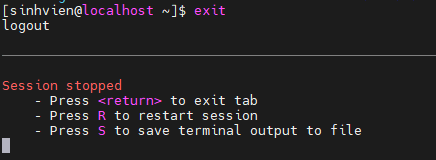 [sinhvien@localhost ~]$ exit
logout
Session stopped
- Press <return> to exit tab
- Press R to restart session
- Press S to save terminal output to file